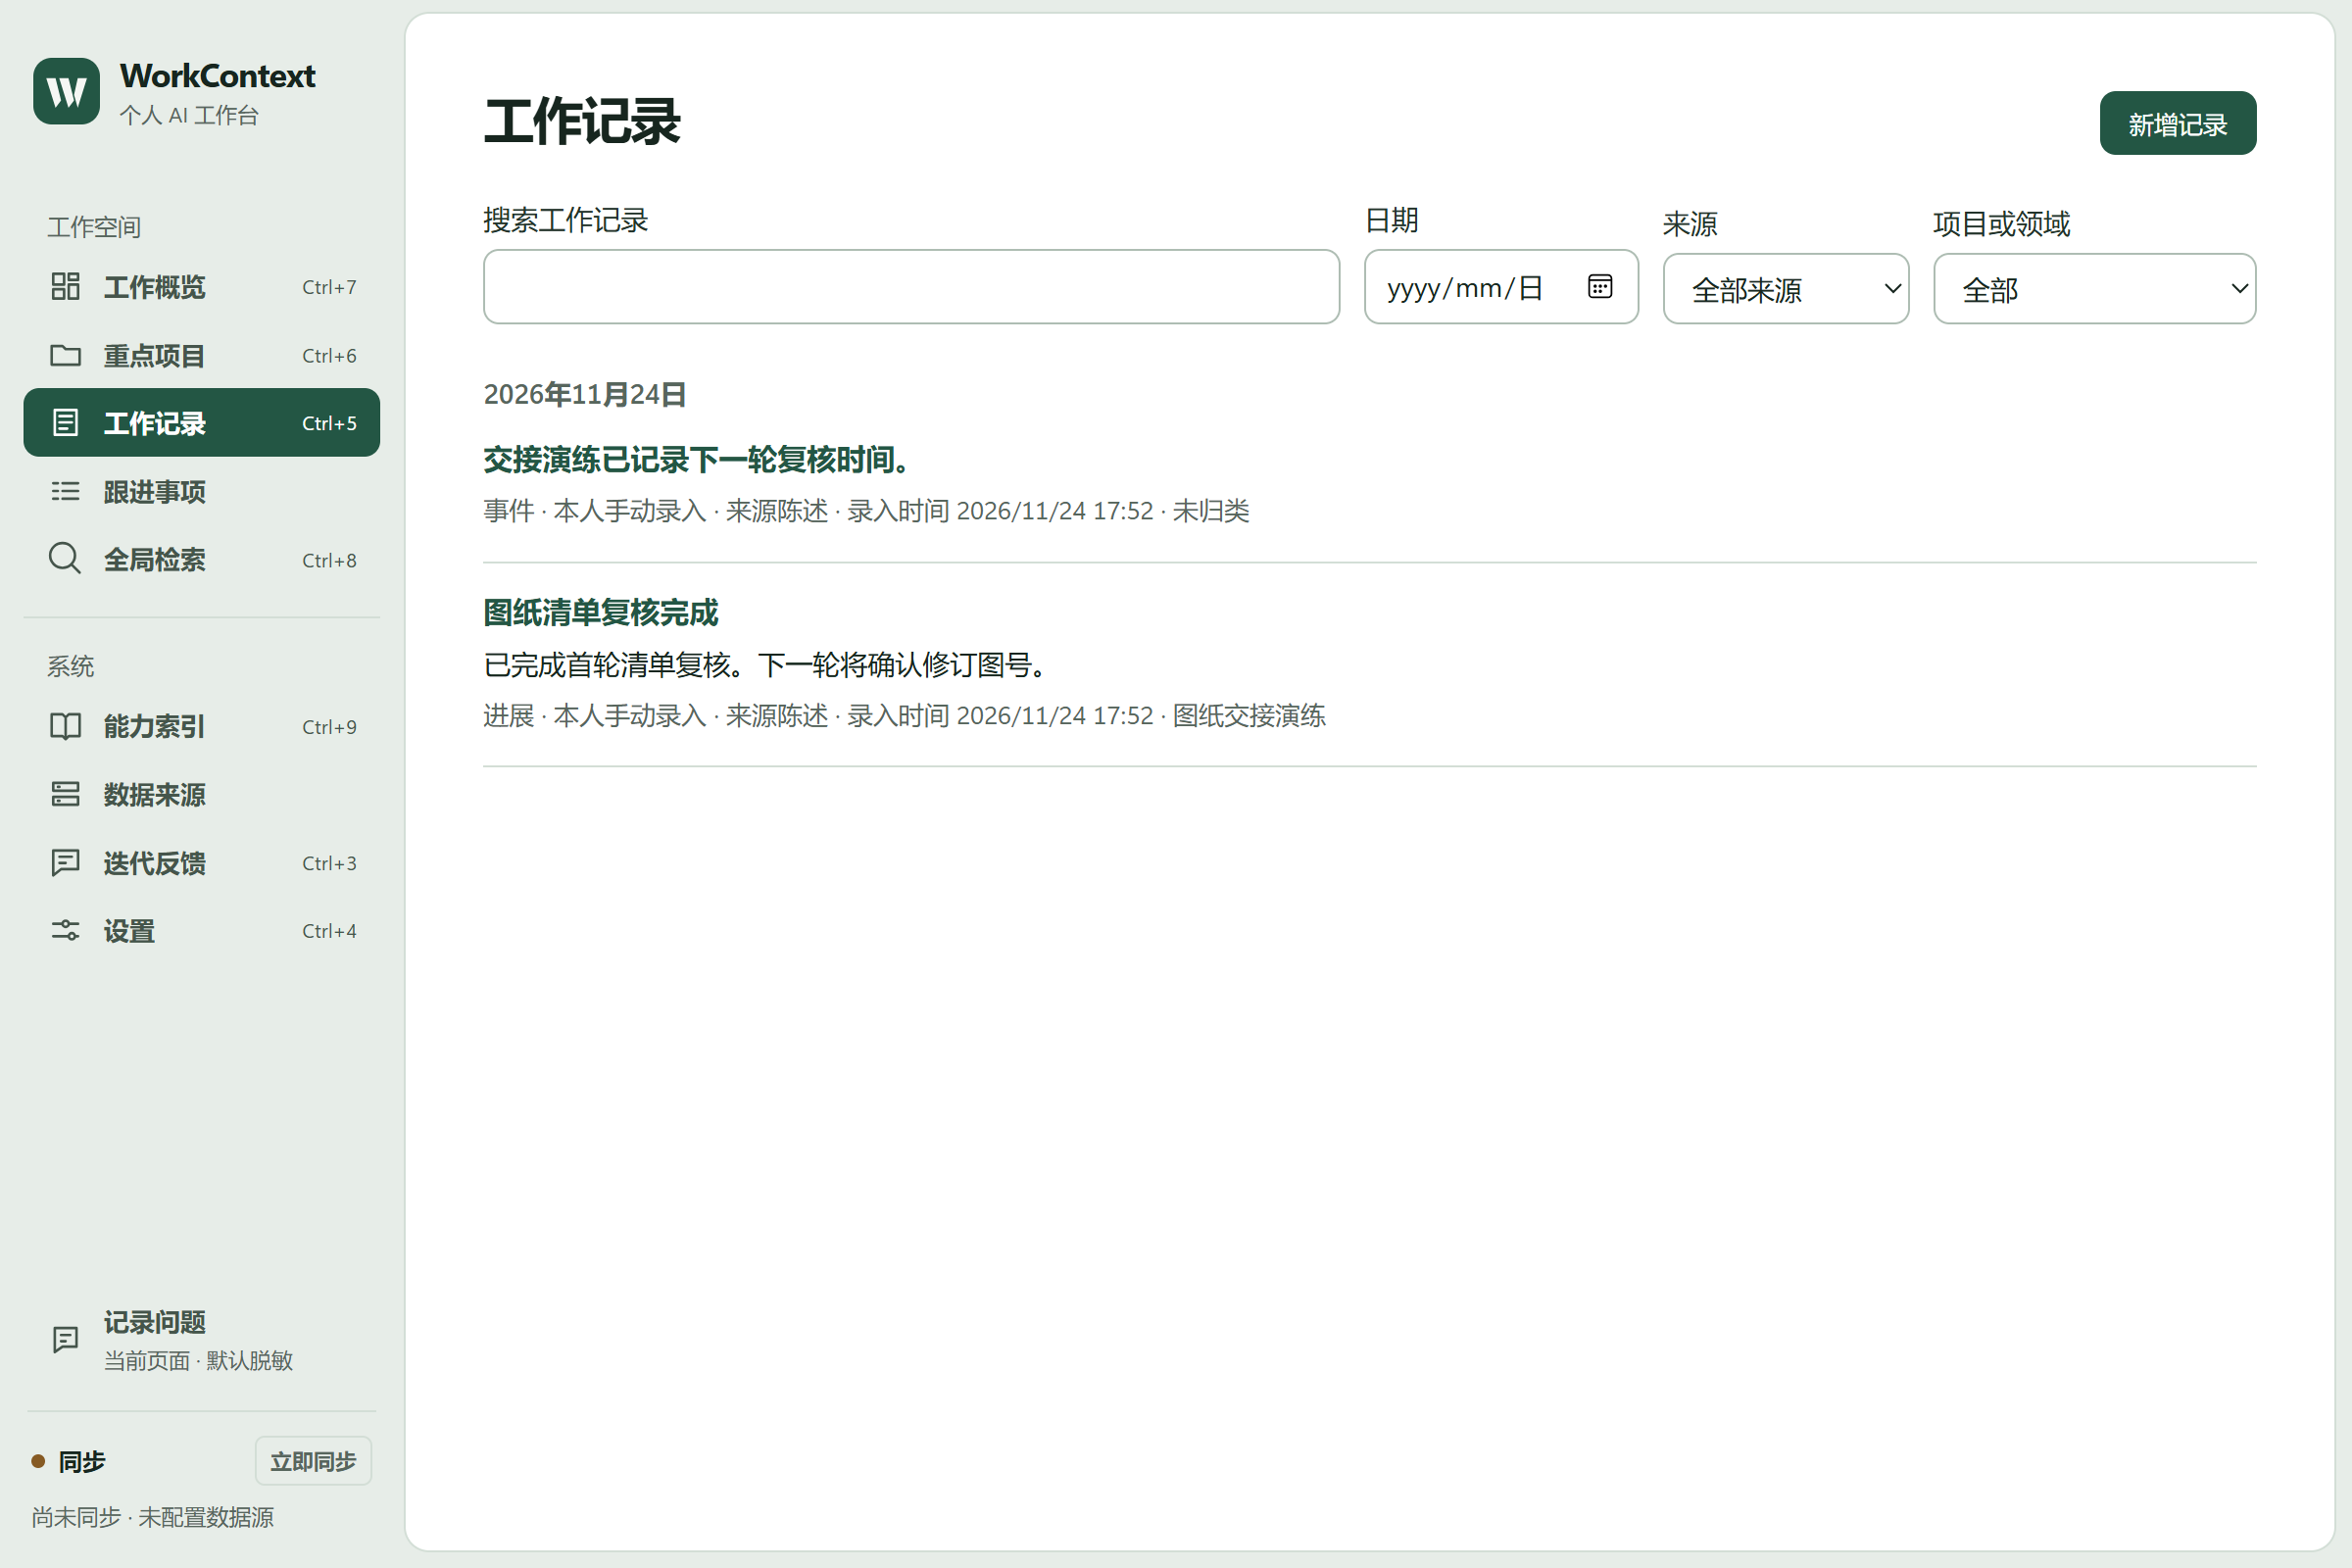 WorkContext
个人 AI 工作台
工作空间
工作概览 Ctrl+7
重点项目 Ctrl+6
工作记录 Ctrl+5
跟进事项
全局检索 Ctrl+8
系统
能力索引 Ctrl+9
数据来源
迭代反馈 Ctrl+3
设置 Ctrl+4
记录问题
当前页面 · 默认脱敏
同步 立即同步
尚未同步 · 未配置数据源
工作记录
新增记录
搜索工作记录 日期 来源 项目或领域
yyyy/mm/日 全部来源 全部
2026年11月24日
交接演练已记录下一轮复核时间。
事件 · 本人手动录入 · 来源陈述 · 录入时间 2026/11/24 17:52 · 未归类
图纸清单复核完成
已完成首轮清单复核。下一轮将确认修订图号。
进展 · 本人手动录入 · 来源陈述 · 录入时间 2026/11/24 17:52 · 图纸交接演练